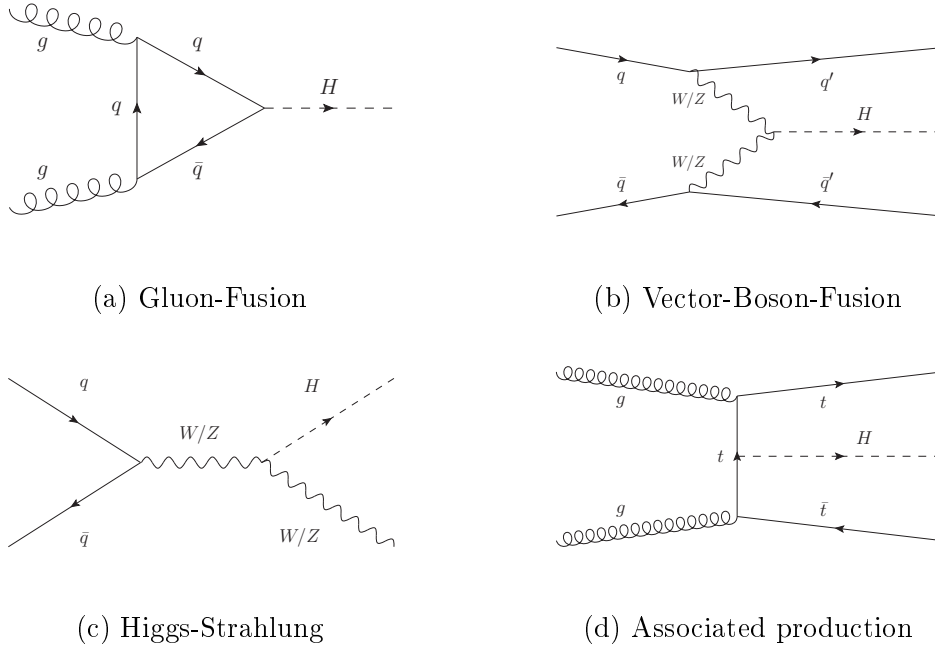 g
q
q
H
g
q̄
(a) Gluon-Fusion
q
q′
W/Z
H
W/Z
q̄
q̄′
(b) Vector-Boson-Fusion
q
H
W/Z
q̄
W/Z
(c) Higgs-Strahlung
g
t
t
H
g
t̄
(d) Associated production